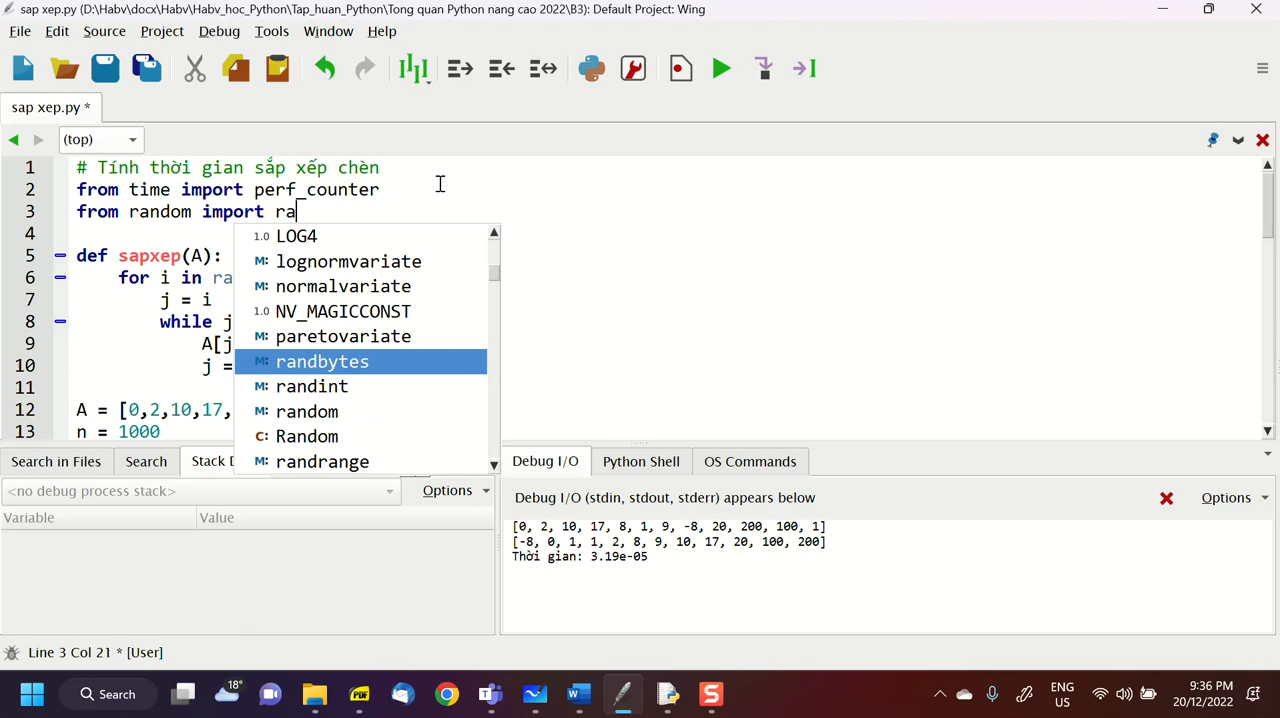 sap xep.py (D:\Habv\docx\Habv\Habv_hoc_Python\Tap_huan_Python\Tong quan Python nang cao 2022\B3): Default Project: Wing
File Edit Source Project Debug Tools Window Help
sap xep.py *
(top)
1 # Tính thời gian sắp xếp chèn
2 from time import perf_counter
3 from random import ra
4
5 def sapxep(A):
6 for i in ra
7 j = i
8 while j
9 A[j
10 j =
11
12 A = [0,2,10,17,
13 n = 1000
1.0 LOG4
M: lognormvariate
M: normalvariate
1.0 NV_MAGICCONST
M: paretovariate
M: randbytes
M: randint
M: random
C: Random
M: randrange
Search in Files Search Stack D
<no debug process stack> Options
Variable Value
Debug I/O Python Shell OS Commands
Debug I/O (stdin, stdout, stderr) appears below Options
[0, 2, 10, 17, 8, 1, 9, -8, 20, 200, 100, 1]
[-8, 0, 1, 1, 2, 8, 9, 10, 17, 20, 100, 200]
Thời gian: 3.19e-05
Line 3 Col 21 * [User]
Search
18°
PDF
W
S
ENG
US
9:36 PM
20/12/2022